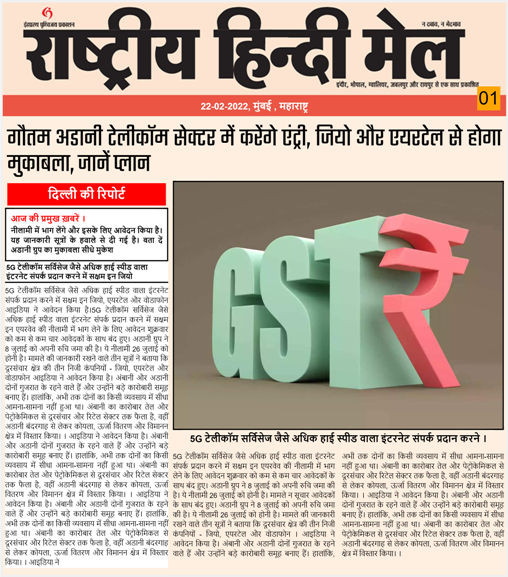 इंद्रप्रस्थ पृथ्वीराज प्रकाशन
न दबाव, न भेदभाव
राष्ट्रीय हिन्दी मेल
इंदौर, भोपाल, ग्वालियर, जबलपुर और रायपुर से एक साथ प्रकाशित
22-02-2022, मुंबई , महाराष्ट्र
01
गौतम अडानी टेलीकॉम सेक्टर में करेंगे एंट्री, जियो और एयरटेल से होगा
मुकाबला, जानें प्लान
दिल्ली की रिपोर्ट
आज की प्रमुख ख़बरें ।
नीलामी में भाग लेंगे और इसके लिए आवेदन किया है।
यह जानकारी सूत्रों के हवाले से दी गई है। बता दें
अडानी ग्रुप का मुकाबला सीधे मुकेश
5G टेलीकॉम सर्विसेज जैसे अधिक हाई स्पीड वाला
इंटरनेट संपर्क प्रदान करने में सक्षम इन जियो
5G टेलीकॉम सर्विसेज जैसे अधिक हाई स्पीड वाला इंटरनेट
संपर्क प्रदान करने में सक्षम इन जियो, एयरटेल और वोडाफोन
आइडिया ने आवेदन किया है।5G टेलीकॉम सर्विसेज जैसे
अधिक हाई स्पीड वाला इंटरनेट संपर्क प्रदान करने में सक्षम
इन एयरवेव की नीलामी में भाग लेने के लिए आवेदन शुक्रवार
को कम से कम चार आवेदकों के साथ बंद हुए। अडानी ग्रुप ने
8 जुलाई को अपनी रुचि जमा की है। ये नीलामी 26 जुलाई को
होनी है। मामले की जानकारी रखने वाले तीन सूत्रों ने बताया कि
दूरसंचार क्षेत्र की तीन निजी कंपनियों - जियो, एयरटेल और
वोडाफोन आइडिया ने आवेदन किया है। अंबानी और अडानी
दोनों गुजरात के रहने वाले हैं और उन्होंने बड़े कारोबारी समूह
बनाए हैं। हालांकि, अभी तक दोनों का किसी व्यवसाय में सीधा
आमना-सामना नहीं हुआ था। अंबानी का कारोबार तेल और
पेट्रोकेमिकल से दूरसंचार और रिटेल सेक्टर तक फैला है, वहीं
अडानी बंदरगाह से लेकर कोयला, ऊर्जा वितरण और विमानन
क्षेत्र में विस्तार किया। । आइडिया ने आवेदन किया है। अंबानी
और अडानी दोनों गुजरात के रहने वाले हैं और उन्होंने बड़े
कारोबारी समूह बनाए हैं। हालांकि, अभी तक दोनों का किसी
व्यवसाय में सीधा आमना-सामना नहीं हुआ था। अंबानी का
कारोबार तेल और पेट्रोकेमिकल से दूरसंचार और रिटेल सेक्टर
तक फैला है, वहीं अडानी बंदरगाह से लेकर कोयला, ऊर्जा
वितरण और विमानन क्षेत्र में विस्तार किया। । आइडिया ने
आवेदन किया है। अंबानी और अडानी दोनों गुजरात के रहने
वाले हैं और उन्होंने बड़े कारोबारी समूह बनाए हैं। हालांकि,
अभी तक दोनों का किसी व्यवसाय में सीधा आमना-सामना नहीं
हुआ था। अंबानी का कारोबार तेल और पेट्रोकेमिकल से
दूरसंचार और रिटेल सेक्टर तक फैला है, वहीं अडानी बंदरगाह
से लेकर कोयला, ऊर्जा वितरण और विमानन क्षेत्र में विस्तार
किया। । आइडिया ने
GST₹
5G टेलीकॉम सर्विसेज जैसे अधिक हाई स्पीड वाला इंटरनेट संपर्क प्रदान करने ।
5G टेलीकॉम सर्विसेज जैसे अधिक हाई स्पीड वाला इंटरनेट
संपर्क प्रदान करने में सक्षम इन एयरवेव की नीलामी में भाग
लेने के लिए आवेदन शुक्रवार को कम से कम चार आवेदकों के
साथ बंद हुए। अडानी ग्रुप ने 8 जुलाई को अपनी रुचि जमा की
है। ये नीलामी 26 जुलाई को होनी है। मामले न सूचार आवेदकों
के साथ बंद हुए। अडानी ग्रुप ने 8 जुलाई को अपनी रुचि जमा
की है। ये नीलामी 26 जुलाई को होनी है। मामले की जानकारी
रखने वाले तीन सूत्रों ने बताया कि दूरसंचार क्षेत्र की तीन निजी
कंपनियों - जियो, एयरटेल और वोडाफोन । आइडिया ने
आवेदन किया है। अंबानी और अडानी दोनों गुजरात के रहने
वाले हैं और उन्होंने बड़े कारोबारी समूह बनाए हैं। हालांकि,
अभी तक दोनों का किसी व्यवसाय में सीधा आमना-सामना
नहीं हुआ था। अंबानी का कारोबार तेल और पेट्रोकेमिकल से
दूरसंचार और रिटेल सेक्टर तक फैला है, वहीं अडानी बंदरगाह
से लेकर कोयला, ऊर्जा वितरण और विमानन क्षेत्र में विस्तार
किया। । आइडिया ने आवेदन किया है। अंबानी और अडानी
दोनों गुजरात के रहने वाले हैं और उन्होंने बड़े कारोबारी समूह
बनाए हैं। हालांकि, अभी तक दोनों का किसी व्यवसाय में सीधा
आमना-सामना नहीं हुआ था। अंबानी का कारोबार तेल और
पेट्रोकेमिकल से दूरसंचार और रिटेल सेक्टर तक फैला है, वहीं
अडानी बंदरगाह से लेकर कोयला, ऊर्जा वितरण और विमानन
क्षेत्र में विस्तार किया। ।